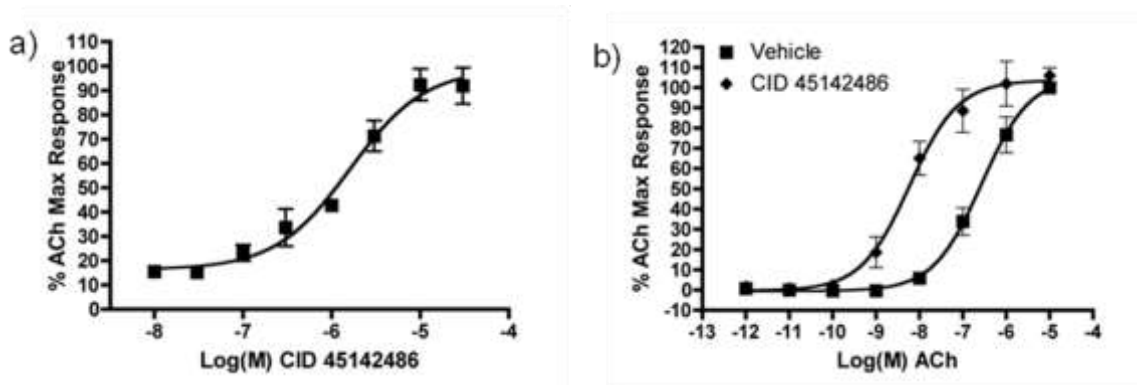 a)
% ACh Max Response
110
100
90
80
70
60
50
40
30
20
10
0
-8 -7 -6 -5 -4
Log(M) CID 45142486
b)
% ACh Max Response
120
110
100
90
80
70
60
50
40
30
20
10
0
-10
Vehicle
CID 45142486
-13 -12 -11 -10 -9 -8 -7 -6 -5 -4
Log(M) ACh